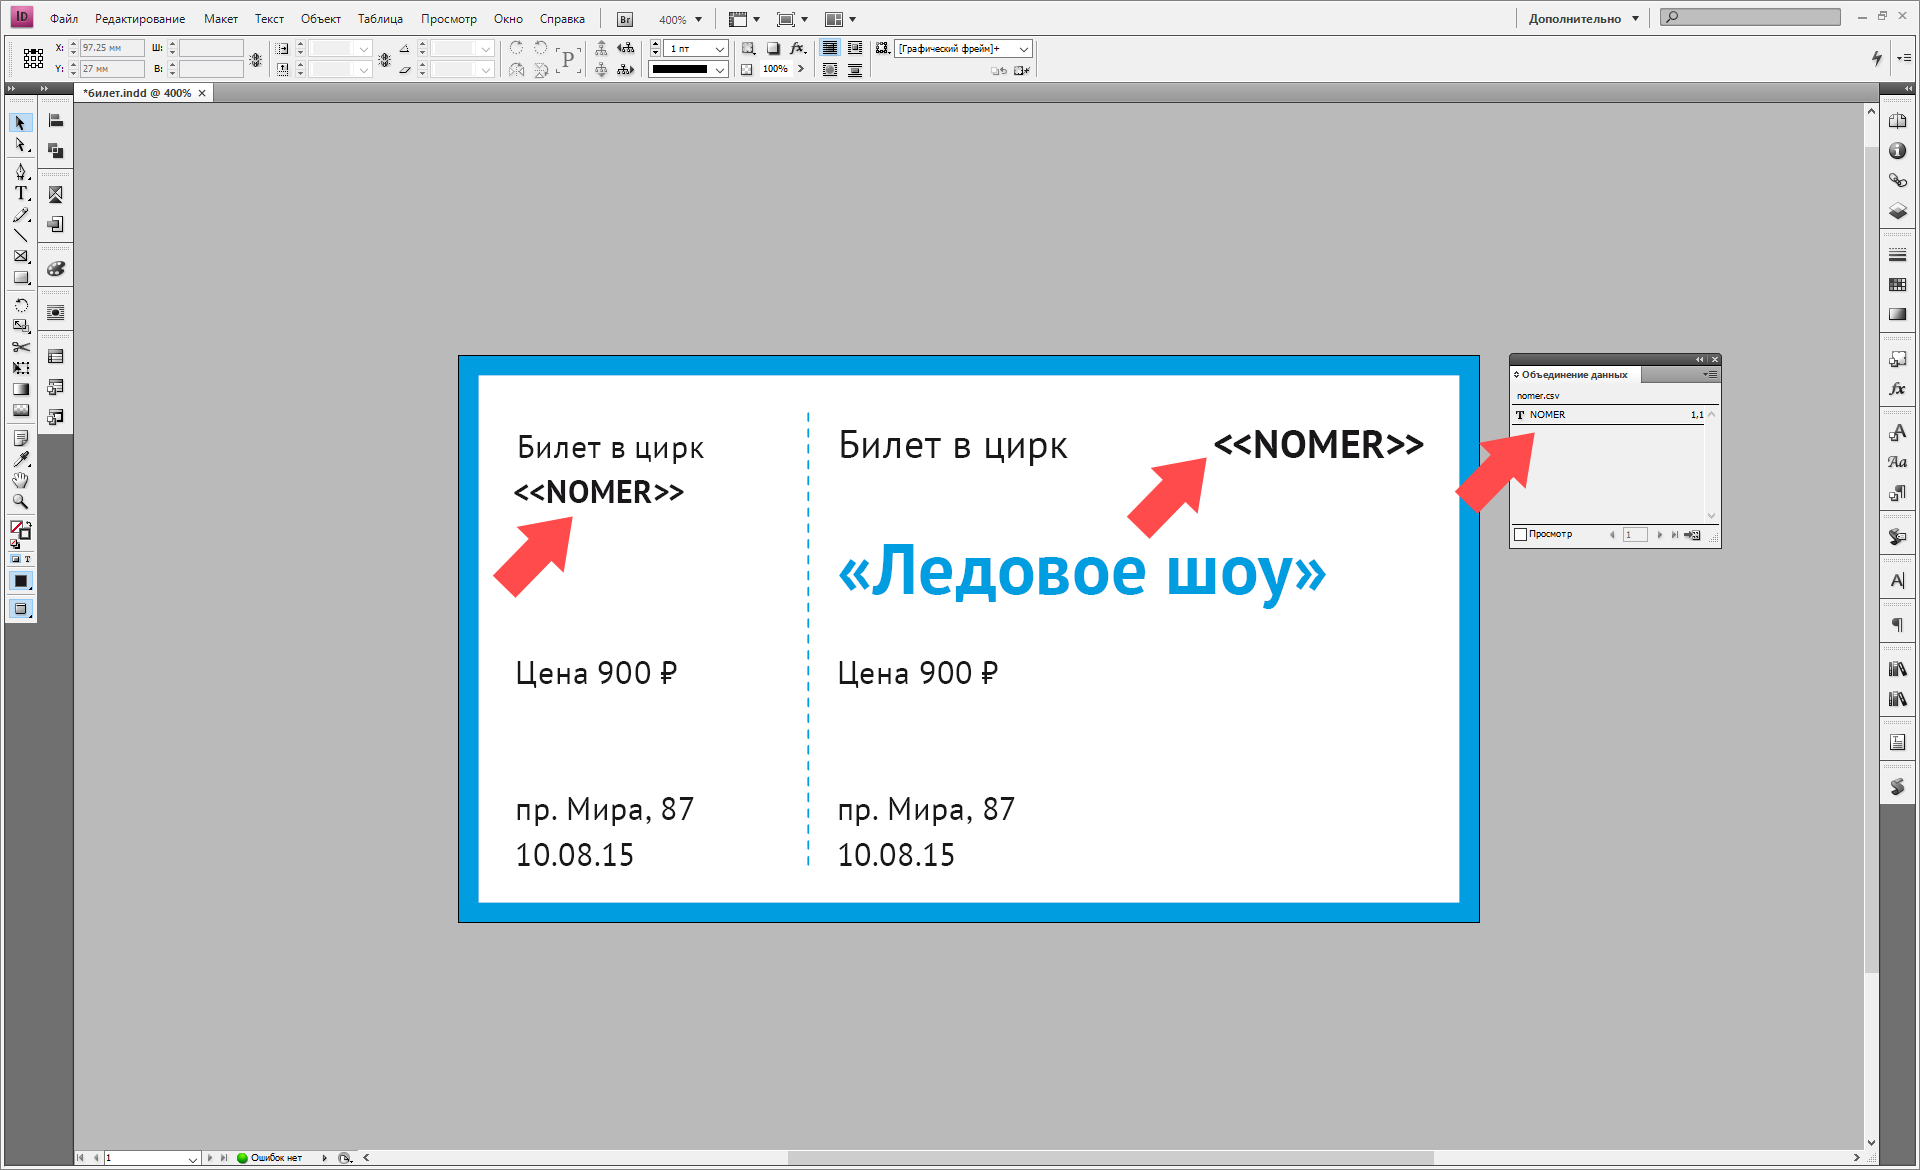 ID Файл Редактирование Макет Текст Объект Таблица Просмотр Окно Справка Br 400% Дополнительно
X: 97.25 мм Ш: 1 пт fx [Графический фрейм]+
Y: 27 мм В: P 100%
*билет.indd @ 400% ×
Билет в цирк
<<NOMER>>
Цена 900 ₽
пр. Мира, 87
10.08.15
Билет в цирк
<<NOMER>>
«Ледовое шоу»
Цена 900 ₽
пр. Мира, 87
10.08.15
Объединение данных
nomer.csv
T NOMER 1,1
Просмотр 1
1 Ошибок нет